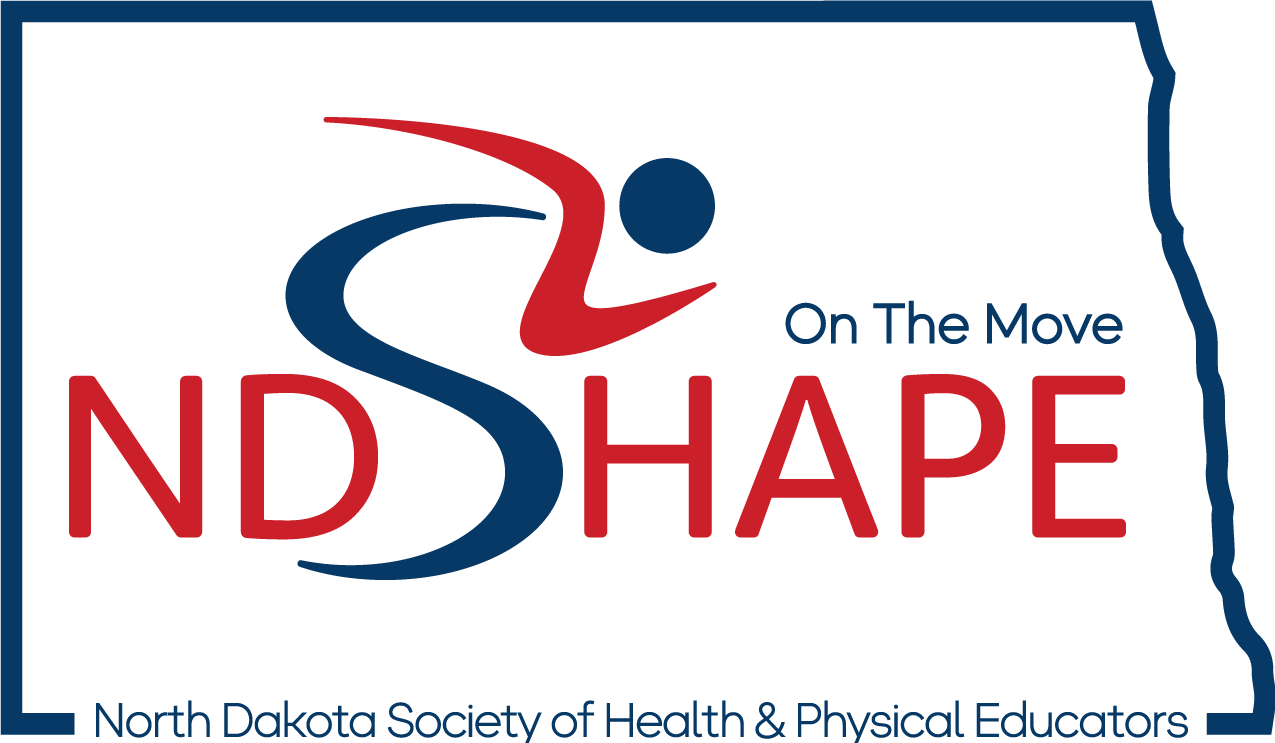 On The Move
NDSHAPE
North Dakota Society of Health & Physical Educators